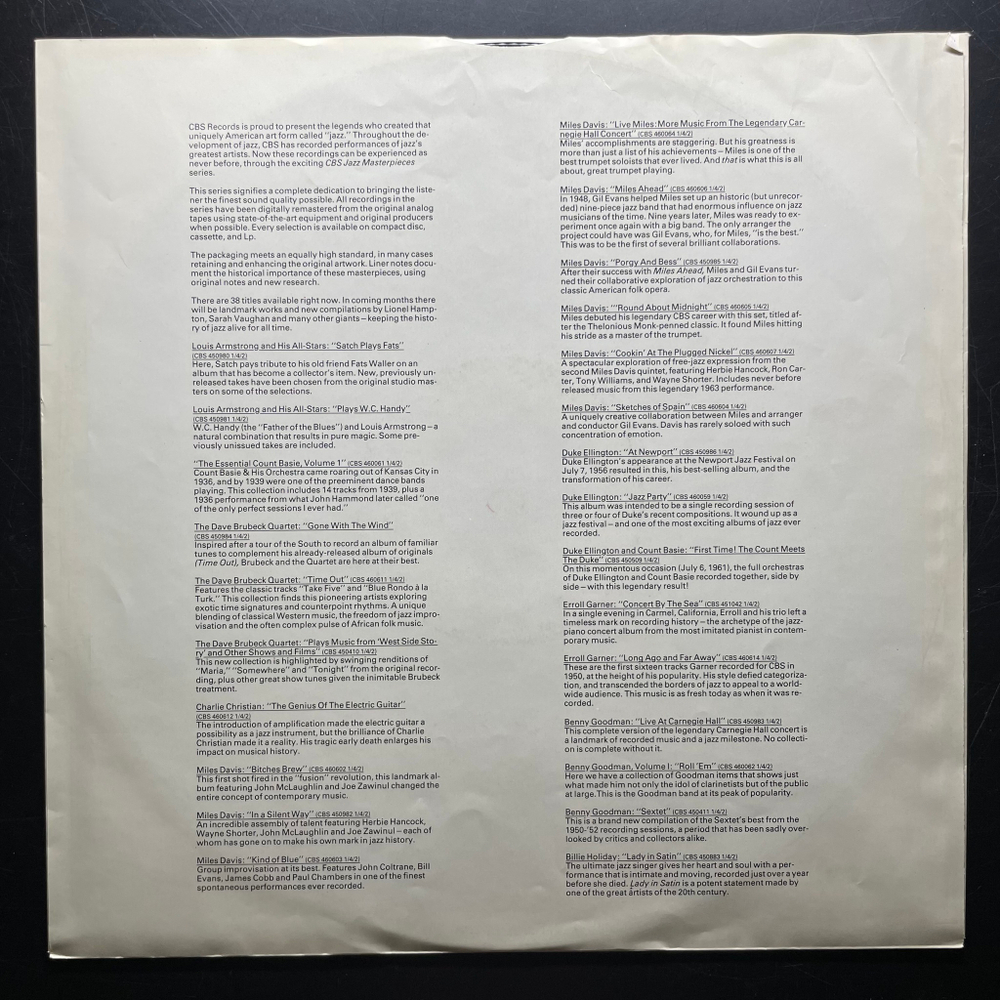 CBS Records is proud to present the legends who created that
uniquely American art form called "jazz." Throughout the de-
velopment of jazz, CBS has recorded performances of jazz's
greatest artists. Now these recordings can be experienced as
never before, through the exciting CBS Jazz Masterpieces
series.
This series signifies a complete dedication to bringing the liste-
ner the finest sound quality possible. All recordings in the
series have been digitally remastered from the original analog
tapes using state-of-the-art equipment and original producers
when possible. Every selection is available on compact disc,
cassette, and Lp.
The packaging meets an equally high standard, in many cases
retaining and enhancing the original artwork. Liner notes docu-
ment the historical importance of these masterpieces, using
original notes and new research.
There are 38 titles available right now. In coming months there
will be landmark works and new compilations by Lionel Hamp-
ton, Sarah Vaughan and many other giants – keeping the histo-
ry of jazz alive for all time.
Louis Armstrong and His All-Stars: "Satch Plays Fats"
(CBS 450980 1/4/2)
Here, Satch pays tribute to his old friend Fats Waller on an
album that has become a collector's item. New, previously un-
released takes have been chosen from the original studio mas-
ters on some of the selections.
Louis Armstrong and His All-Stars: "Plays W.C. Handy"
(CBS 450981 1/4/2)
W.C. Handy (the "Father of the Blues") and Louis Armstrong – a
natural combination that results in pure magic. Some pre-
viously unissued takes are included.
"The Essential Count Basie, Volume 1" (CBS 460061 1/4/2)
Count Basie & His Orchestra came roaring out of Kansas City in
1936, and by 1939 were one of the preeminent dance bands
playing. This collection includes 14 tracks from 1939, plus a
1936 performance from what John Hammond later called "one
of the only perfect sessions I ever had."
The Dave Brubeck Quartet: "Gone With The Wind"
(CBS 450984 1/4/2)
Inspired after a tour of the South to record an album of familiar
tunes to complement his already-released album of originals
(Time Out), Brubeck and the Quartet are here at their best.
The Dave Brubeck Quartet: "Time Out" (CBS 460611 1/4/2)
Features the classic tracks "Take Five" and "Blue Rondo à la
Turk." This collection finds this pioneering artists exploring
exotic time signatures and counterpoint rhythms. A unique
blending of classical Western music, the freedom of jazz impro-
visation and the often complex pulse of African folk music.
The Dave Brubeck Quartet: "Plays Music from 'West Side Sto-
ry' and Other Shows and Films" (CBS 450410 1/4/2)
This new collection is highlighted by swinging renditions of
"Maria," "Somewhere" and "Tonight" from the original recor-
ding, plus other great show tunes given the inimitable Brubeck
treatment.
Charlie Christian: "The Genius Of The Electric Guitar"
(CBS 460612 1/4/2)
The introduction of amplification made the electric guitar a
possibility as a jazz instrument, but the brilliance of Charlie
Christian made it a reality. His tragic early death enlarges his
impact on musical history.
Miles Davis: "Bitches Brew" (CBS 460602 1/4/2)
This first shot fired in the "fusion" revolution, this landmark al-
bum featuring John McLaughlin and Joe Zawinul changed the
entire concept of contemporary music.
Miles Davis: "In a Silent Way" (CBS 450982 1/4/2)
An incredible assembly of talent featuring Herbie Hancock,
Wayne Shorter, John McLaughlin and Joe Zawinul – each of
whom has gone on to make his own mark in jazz history.
Miles Davis: "Kind of Blue" (CBS 460603 1/4/2)
Group improvisation at its best. Features John Coltrane, Bill
Evans, James Cobb and Paul Chambers in one of the finest
spontaneous performances ever recorded.
Miles Davis: "Live Miles: More Music From The Legendary Car-
negie Hall Concert" (CBS 460064 1/4/2)
Miles' accomplishments are staggering. But his greatness is
more than just a list of his achievements – Miles is one of the
best trumpet soloists that ever lived. And that is what this is all
about, great trumpet playing.
Miles Davis: "Miles Ahead" (CBS 460606 1/4/2)
In 1948, Gil Evans helped Miles set up an historic (but unrecor-
ded) nine-piece jazz band that had enormous influence on jazz
musicians of the time. Nine years later, Miles was ready to ex-
periment once again with a big band. The only arranger the
project could have was Gil Evans, who, for Miles, "is the best."
This was to be the first of several brilliant collaborations.
Miles Davis: "Porgy And Bess" (CBS 450985 1/4/2)
After their success with Miles Ahead, Miles and Gil Evans tur-
ned their collaborative exploration of jazz orchestration to this
classic American folk opera.
Miles Davis: "'Round About Midnight" (CBS 460605 1/4/2)
Miles debuted his legendary CBS career with this set, titled af-
ter the Thelonious Monk-penned classic. It found Miles hitting
his stride as a master of the trumpet.
Miles Davis: "Cookin' At The Plugged Nickel" (CBS 460607 1/4/2)
A spectacular exploration of free-jazz expression from the
second Miles Davis quintet, featuring Herbie Hancock, Ron Car-
ter, Tony Williams, and Wayne Shorter. Includes never before
released music from this legendary 1963 performance.
Miles Davis: "Sketches of Spain" (CBS 460604 1/4/2)
A uniquely creative collaboration between Miles and arranger
and conductor Gil Evans. Davis has rarely soloed with such
concentration of emotion.
Duke Ellington: "At Newport" (CBS 450986 1/4/2)
Duke Ellington's appearance at the Newport Jazz Festival on
July 7, 1956 resulted in this, his best-selling album, and the
transformation of his career.
Duke Ellington: "Jazz Party" (CBS 460059 1/4/2)
This album was intended to be a single recording session of
three or four of Duke's recent compositions. It wound up as a
jazz festival – and one of the most exciting albums of jazz ever
recorded.
Duke Ellington and Count Basie: "First Time! The Count Meets
The Duke" (CBS 450509 1/4/2)
On this momentous occasion (July 6, 1961), the full orchestras
of Duke Ellington and Count Basie recorded together, side by
side – with this legendary result!
Erroll Garner: "Concert By The Sea" (CBS 451042 1/4/2)
In a single evening in Carmel, California, Erroll and his trio left a
timeless mark on recording history – the archetype of the jazz-
piano concert album from the most imitated pianist in contem-
porary music.
Erroll Garner: "Long Ago and Far Away" (CBS 460614 1/4/2)
These are the first sixteen tracks Garner recorded for CBS in
1950, at the height of his popularity. His style defied categoriza-
tion, and transcended the borders of jazz to appeal to a world-
wide audience. This music is as fresh today as when it was re-
corded.
Benny Goodman: "Live At Carnegie Hall" (CBS 450983 1/4/2)
This complete version of the legendary Carnegie Hall concert is
a landmark of recorded music and a jazz milestone. No collecti-
on is complete without it.
Benny Goodman, Volume I: "Roll 'Em" (CBS 460062 1/4/2)
Here we have a collection of Goodman items that shows just
what made him not only the idol of clarinetists but of the public
at large. This is the Goodman band at its peak of popularity.
Benny Goodman: "Sextet" (CBS 450411 1/4/2)
This is a brand new compilation of the Sextet's best from the
1950-'52 recording sessions, a period that has been sadly over-
looked by critics and collectors alike.
Billie Holiday: "Lady in Satin" (CBS 450883 1/4/2)
The ultimate jazz singer gives her heart and soul with a per-
formance that is intimate and moving, recorded just over a year
before she died. Lady in Satin is a potent statement made by
one of the great artists of the 20th century.